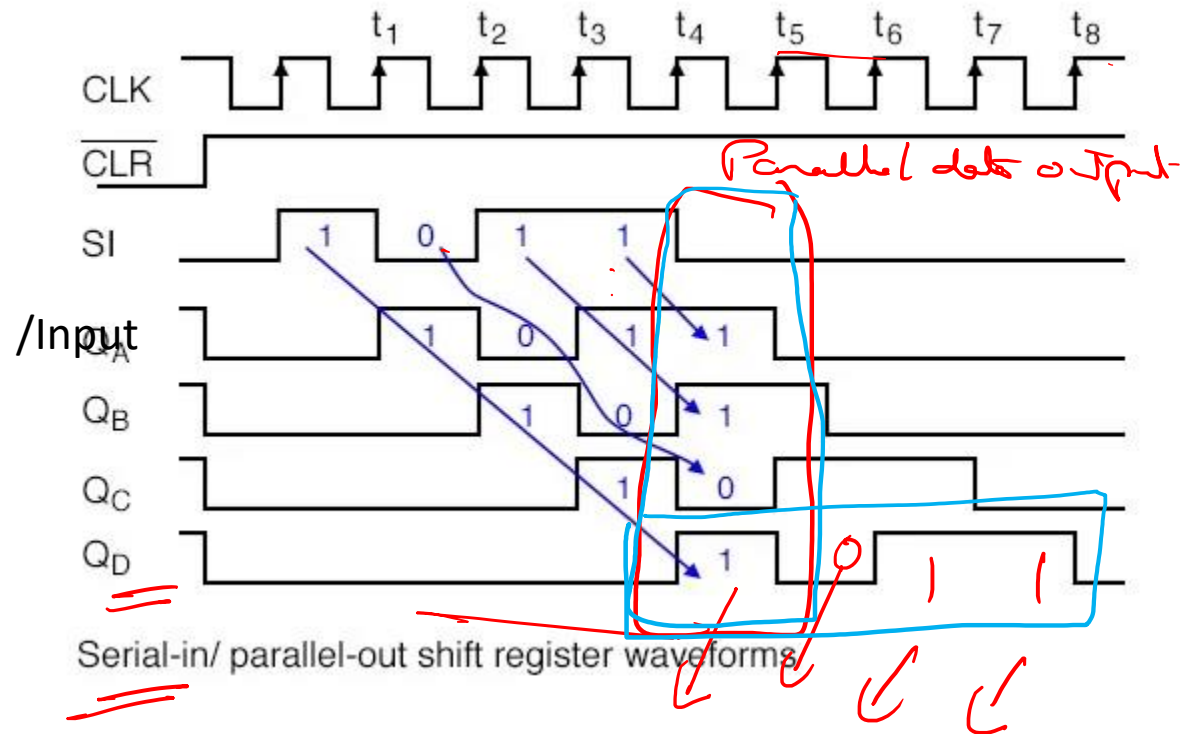 t1 t2 t3 t4 t5 t6 t7 t8
CLK
CLR
Parallel data output
SI 1 0 1 1
/Input
QA 1 0 1 1
QB 1 0 1
QC 1 0
QD 1 0 1 1
Serial-in/ parallel-out shift register waveforms